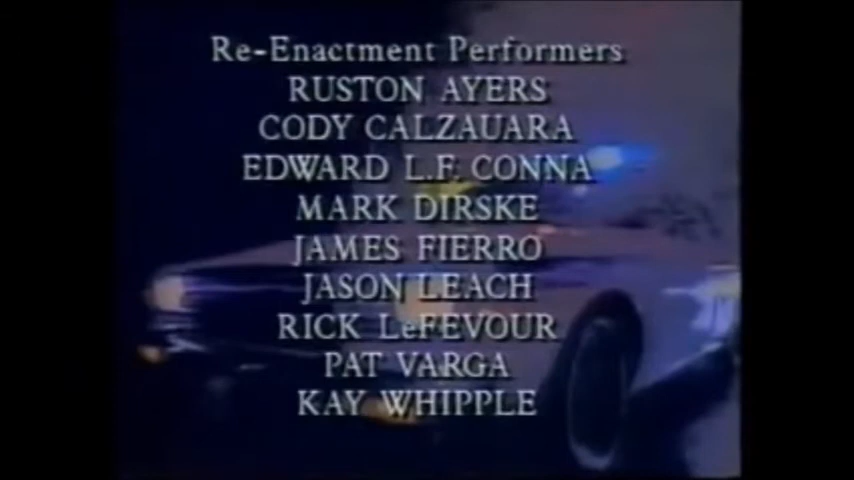 Re-Enactment Performers
RUSTON AYERS
CODY CALZAUARA
EDWARD L.F. CONNA
MARK DIRSKE
JAMES FIERRO
JASON LEACH
RICK LeFEVOUR
PAT VARGA
KAY WHIPPLE